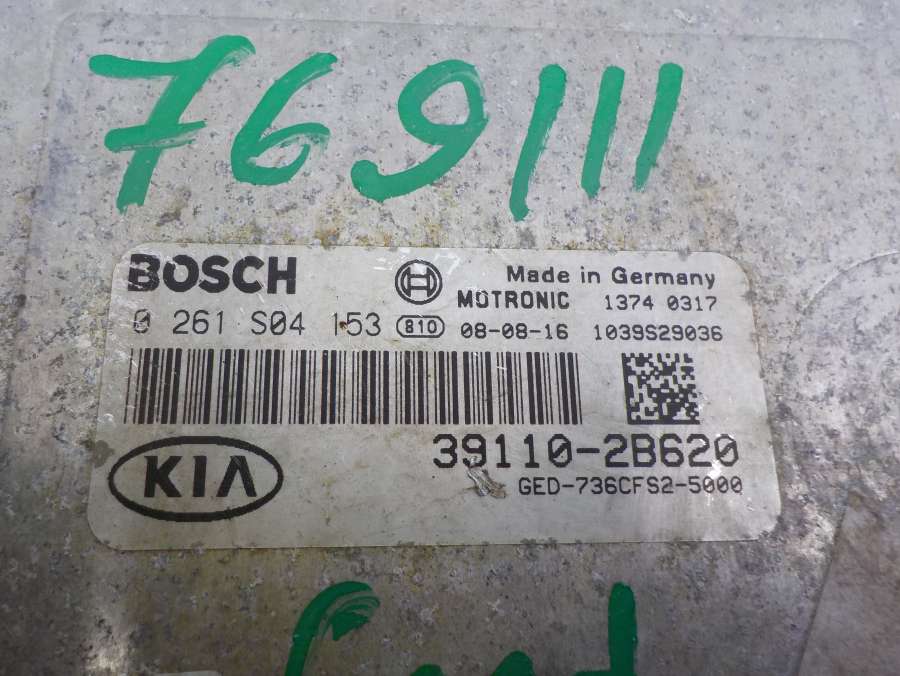 769111
BOSCH
Made in Germany
MOTRONIC 1374 0317
0 261 S04 153 810 08-08-16 1039S29036
39110-2B620
KIA
GED-736CFS2-5000